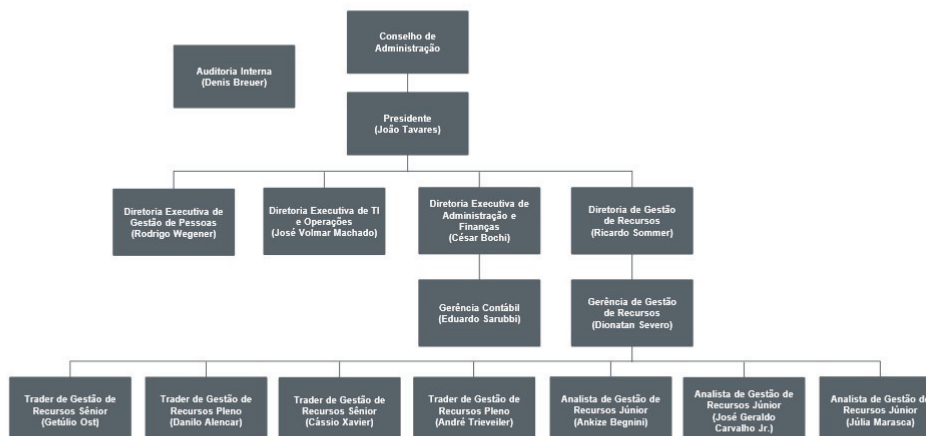 Conselho de
Administração
Auditoria Interna
(Denis Breuer)
Presidente
(João Tavares)
Diretoria Executiva de
Gestão de Pessoas
(Rodrigo Wegener)
Diretoria Executiva de TI
e Operações
(José Volmar Machado)
Diretoria Executiva de
Administração e
Finanças
(César Bochi)
Diretoria de Gestão
de Recursos
(Ricardo Sommer)
Gerência Contábil
(Eduardo Sarubbi)
Gerência de Gestão
de Recursos
(Dionatan Severo)
Trader de Gestão de
Recursos Sênior
(Getúlio Ost)
Trader de Gestão de
Recursos Pleno
(Danilo Alencar)
Trader de Gestão de
Recursos Sênior
(Cássio Xavier)
Trader de Gestão de
Recursos Pleno
(André Trieveiler)
Analista de Gestão de
Recursos Júnior
(Ankize Begnini)
Analista de Gestão de
Recursos Júnior
(José Geraldo
Carvalho Jr.)
Analista de Gestão de
Recursos Júnior
(Júlia Marasca)